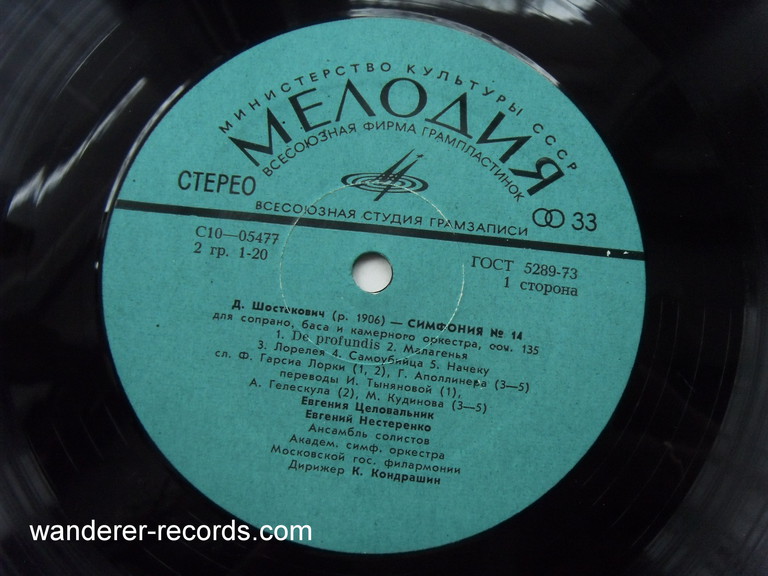 МИНИСТЕРСТВО КУЛЬТУРЫ СССР
МЕЛОДИЯ
ВСЕСОЮЗНАЯ ФИРМА ГРАМПЛАСТИНОК
СТЕРЕО
33
ВСЕСОЮЗНАЯ СТУДИЯ ГРАМЗАПИСИ
С10—05477
2 гр. 1-20
ГОСТ 5289-73
1 сторона
Д. Шостакович (р. 1906) — СИМФОНИЯ № 14
для сопрано, баса и камерного оркестра, соч. 135
1. De profundis 2. Малагенья
3. Лорелея 4. Самоубийца 5. Начеку
сл. Ф. Гарсиа Лорки (1, 2), Г. Аполлинера (3—5)
переводы И. Тыняновой (1),
А. Гелескула (2), М. Кудинова (3—5)
Евгения Целовальник
Евгений Нестеренко
Ансамбль солистов
Академ. симф. оркестра
Московской гос. филармонии
Дирижер К. Кондрашин
wanderer-records.com